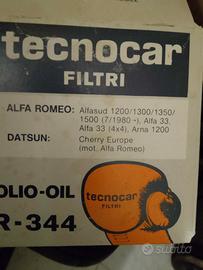 tecnocar
FILTRI
ALFA ROMEO: Alfasud 1200/1300/1350/
1500 (7/1980 -), Alfa 33,
Alfa 33 (4x4), Arna 1200
DATSUN: Cherry Europe
(mot. Alfa Romeo)
OLIO-OIL
R-344
tecnocar
FILTRI
subito